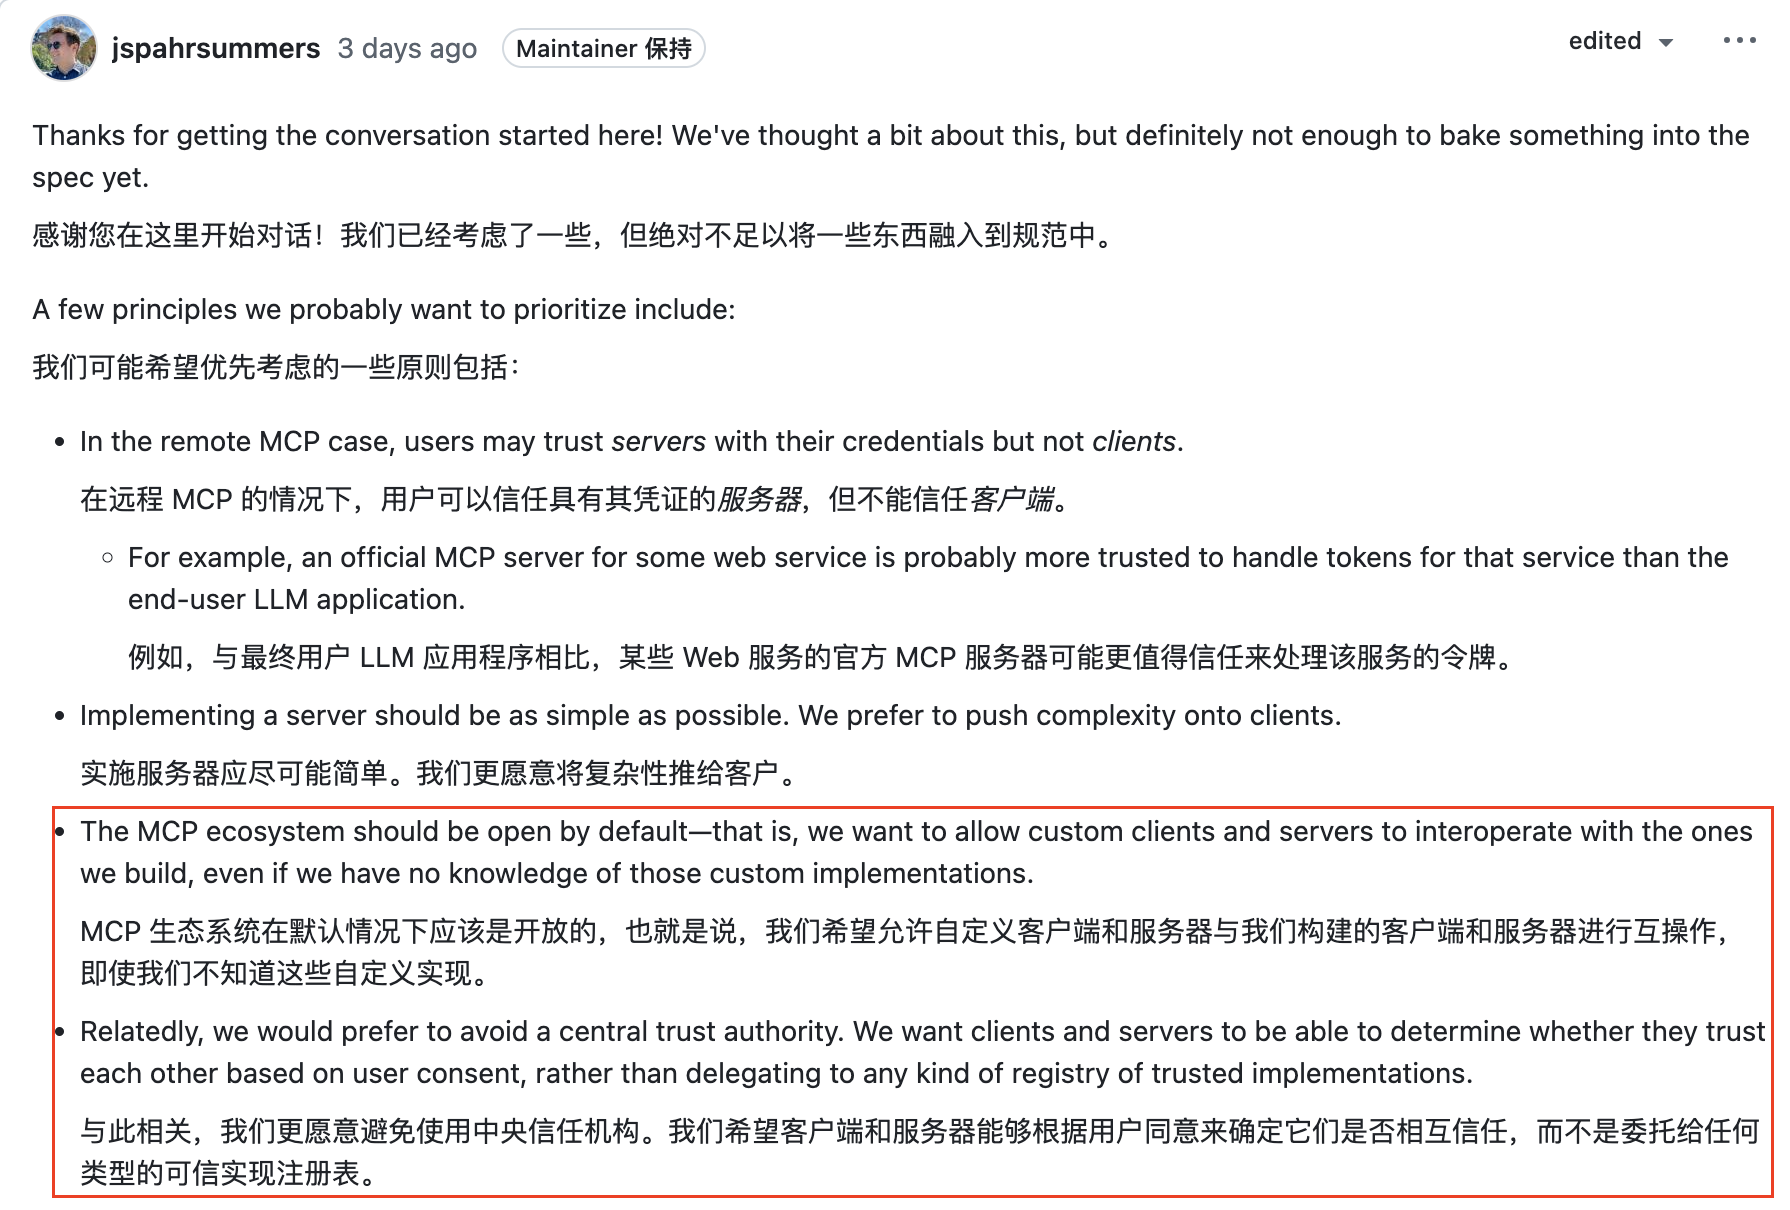 jspahrsummers 3 days ago Maintainer 保持 edited
Thanks for getting the conversation started here! We've thought a bit about this, but definitely not enough to bake something into the
spec yet.
感谢您在这里开始对话！我们已经考虑了一些，但绝对不足以将一些东西融入到规范中。
A few principles we probably want to prioritize include:
我们可能希望优先考虑的一些原则包括：
• In the remote MCP case, users may trust servers with their credentials but not clients.
在远程 MCP 的情况下，用户可以信任具有其凭证的服务器，但不能信任客户端。
◦ For example, an official MCP server for some web service is probably more trusted to handle tokens for that service than the
end-user LLM application.
例如，与最终用户 LLM 应用程序相比，某些 Web 服务的官方 MCP 服务器可能更值得信任来处理该服务的令牌。
• Implementing a server should be as simple as possible. We prefer to push complexity onto clients.
实施服务器应尽可能简单。我们更愿意将复杂性推给客户。
• The MCP ecosystem should be open by default—that is, we want to allow custom clients and servers to interoperate with the ones
we build, even if we have no knowledge of those custom implementations.
MCP 生态系统在默认情况下应该是开放的，也就是说，我们希望允许自定义客户端和服务器与我们构建的客户端和服务器进行互操作，
即使我们不知道这些自定义实现。
• Relatedly, we would prefer to avoid a central trust authority. We want clients and servers to be able to determine whether they trust
each other based on user consent, rather than delegating to any kind of registry of trusted implementations.
与此相关，我们更愿意避免使用中央信任机构。我们希望客户端和服务器能够根据用户同意来确定它们是否相互信任，而不是委托给任何
类型的可信实现注册表。